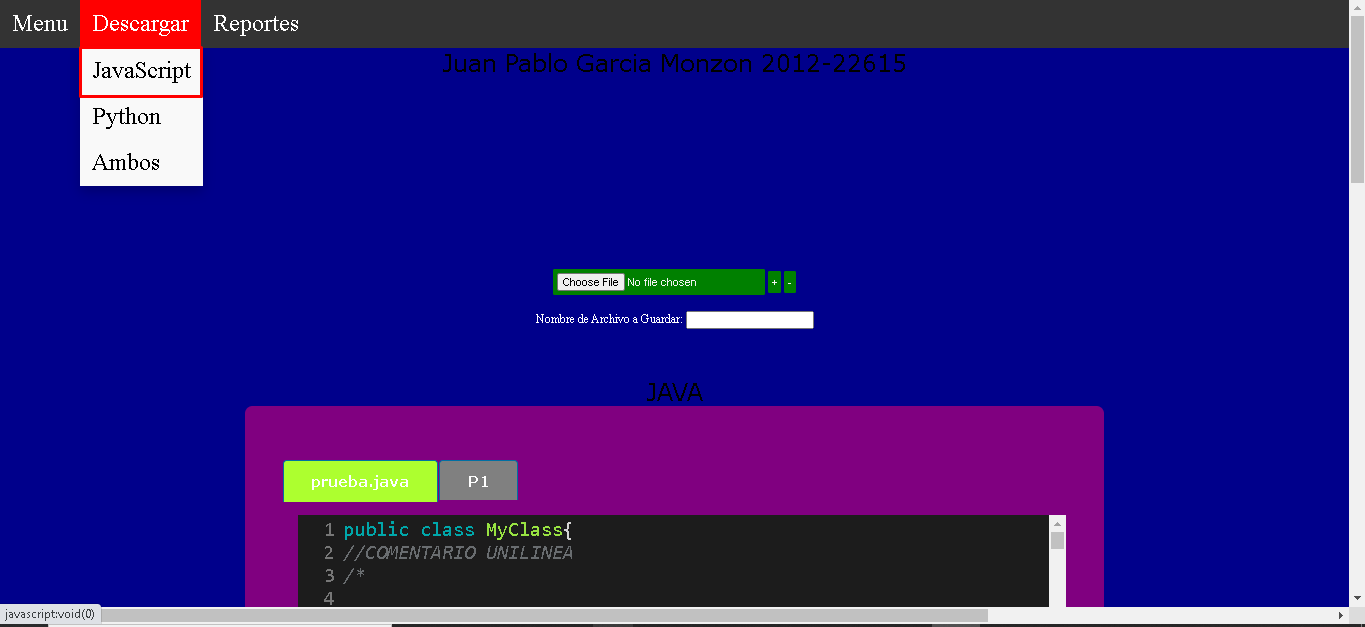 Menu Descargar Reportes
Juan Pablo Garcia Monzon 2012-22615
JavaScript
Python
Ambos
Choose File No file chosen + -
Nombre de Archivo a Guardar:
JAVA
prueba.java P1
1 public class MyClass{
2 //COMENTARIO UNILINEA
3 /*
4
javascript:void(0)